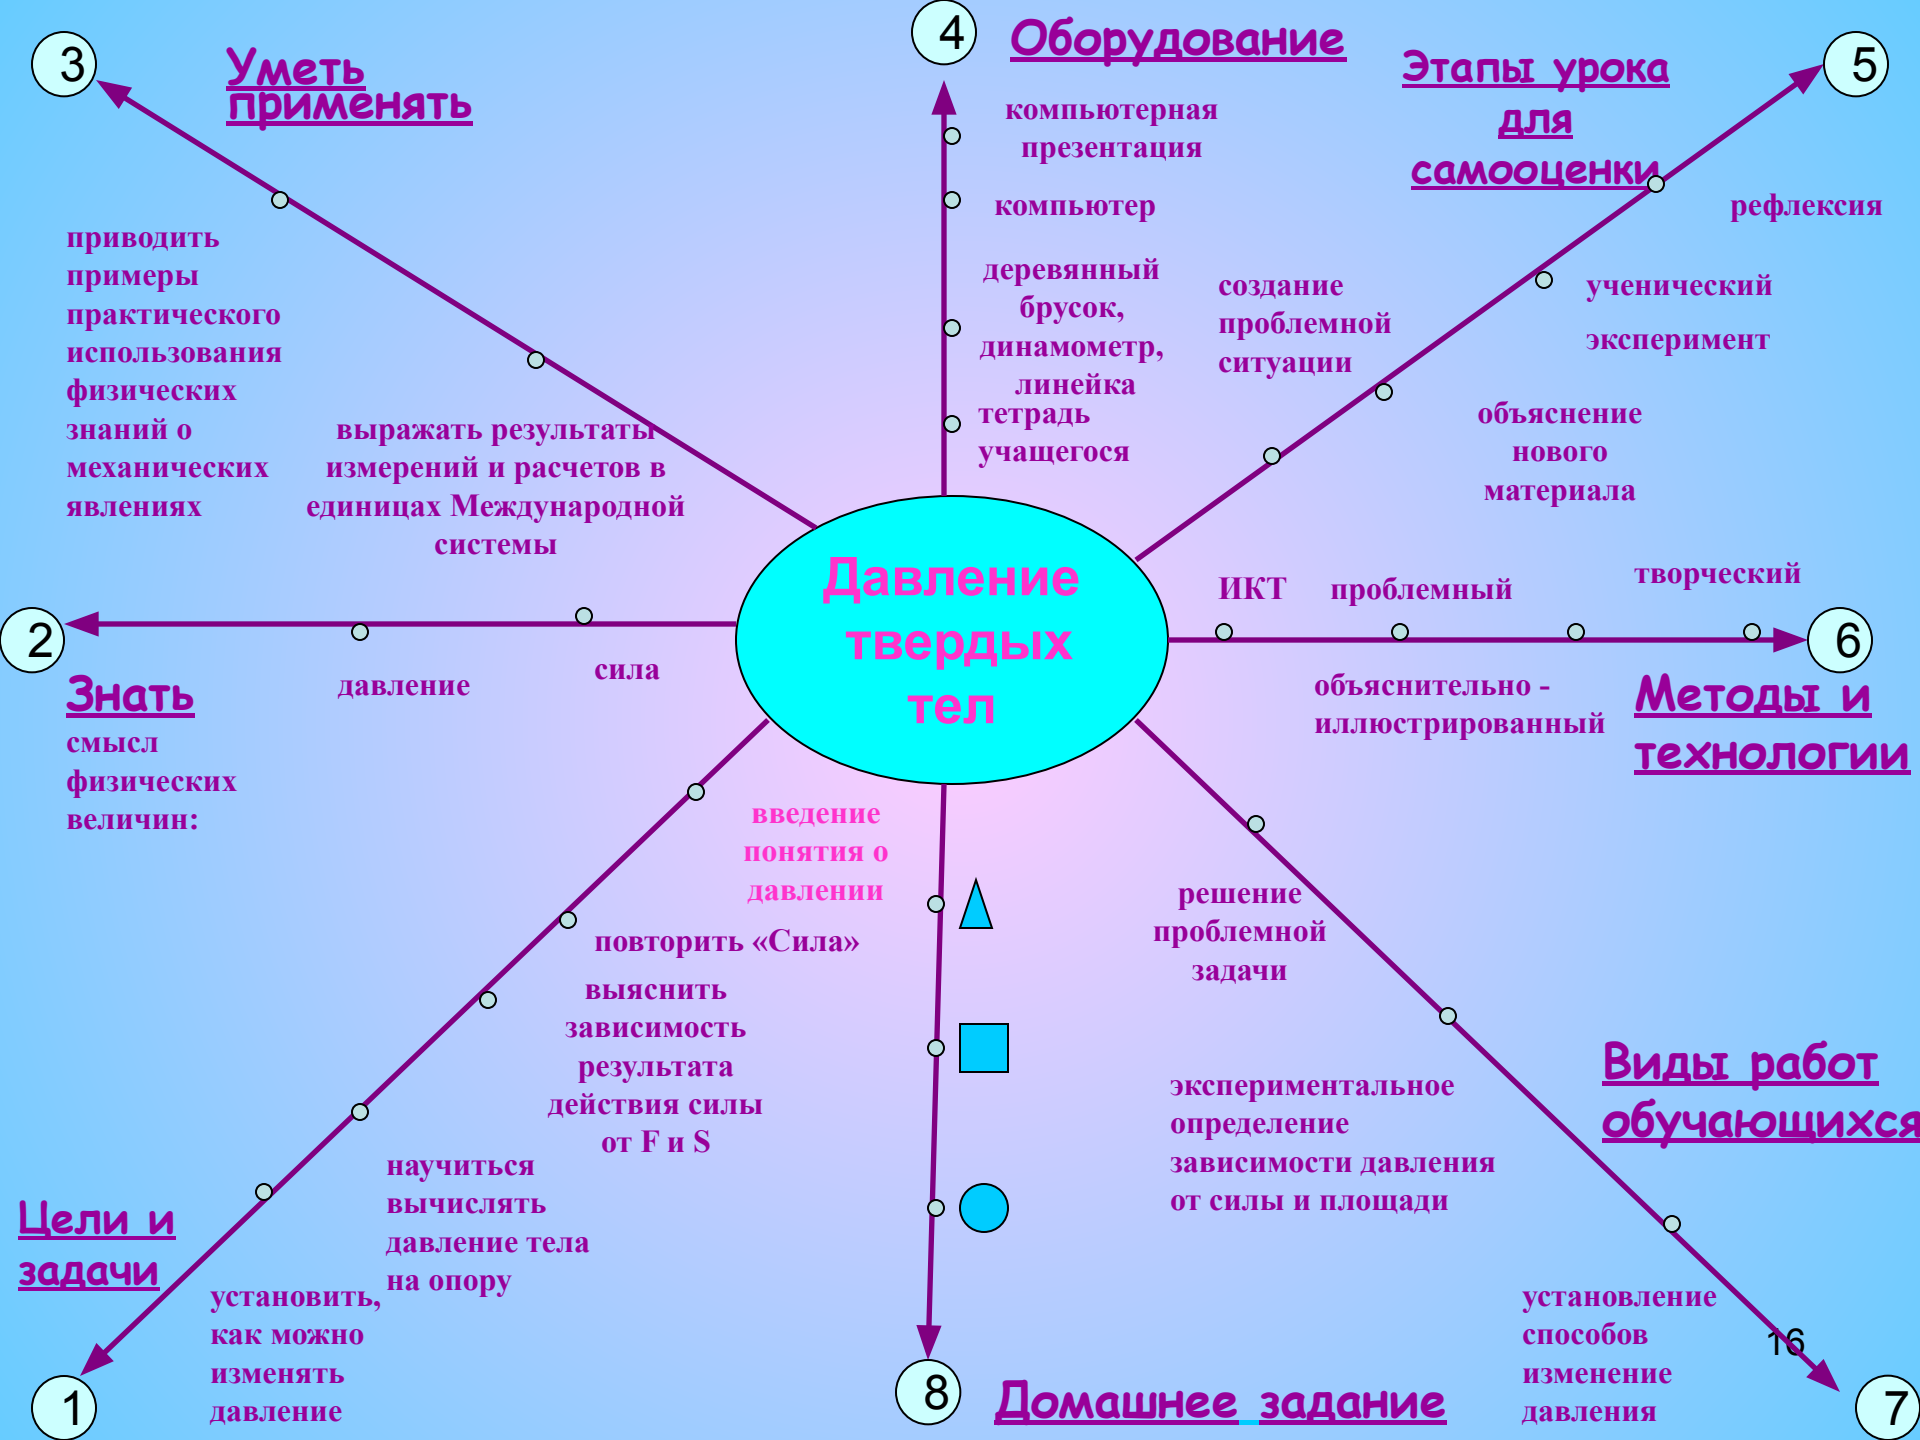 3
Уметь
применять
4
Оборудование
Этапы урока
для
самооценки
5
компьютерная
презентация
компьютер
деревянный
брусок,
динамометр,
линейка
тетрадь
учащегося
рефлексия
ученический
эксперимент
создание
проблемной
ситуации
объяснение
нового
материала
приводить
примеры
практического
использования
физических
знаний о
механических
явлениях
выражать результаты
измерений и расчетов в
единицах Международной
системы
Давление
твердых
тел
2
Знать
смысл
физических
величин:
давление
сила
ИКТ
проблемный
творческий
6
объяснительно -
иллюстрированный
Методы и
технологии
введение
понятия о
давлении
повторить «Сила»
выяснить
зависимость
результата
действия силы
от F и S
научиться
вычислять
давление тела
на опору
установить,
как можно
изменять
давление
Цели и
задачи
1
8
Домашнее задание
решение
проблемной
задачи
экспериментальное
определение
зависимости давления
от силы и площади
Виды работ
обучающихся
установление
способов
изменение
давления
16
7